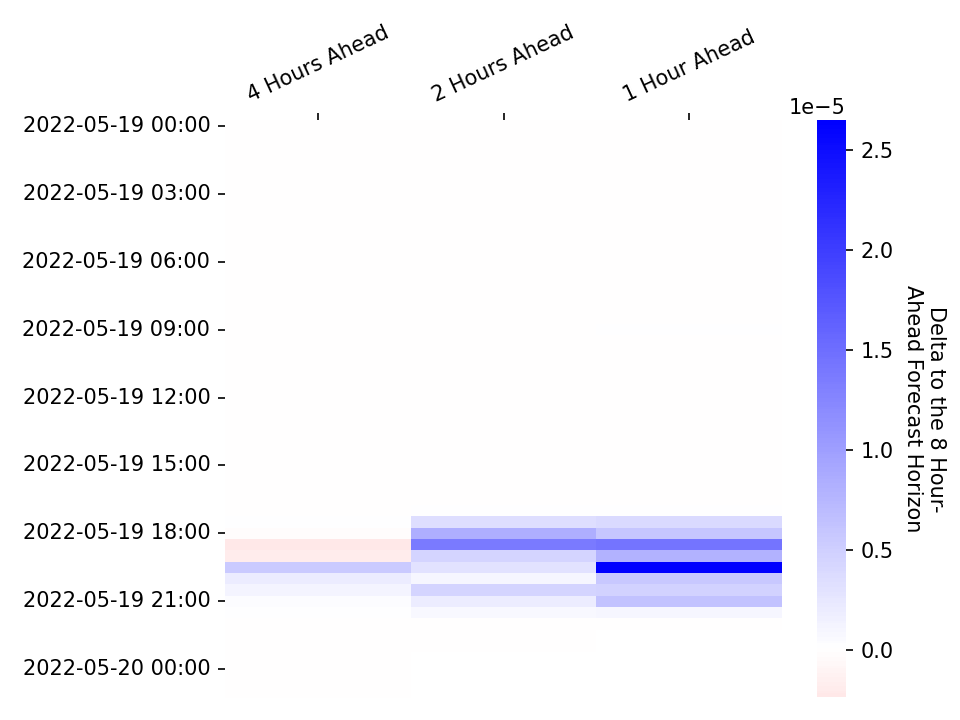 4 Hours Ahead
2 Hours Ahead
1 Hour Ahead
1e−5
2022-05-19 00:00
2022-05-19 03:00
2022-05-19 06:00
2022-05-19 09:00
2022-05-19 12:00
2022-05-19 15:00
2022-05-19 18:00
2022-05-19 21:00
2022-05-20 00:00
2.5
2.0
1.5
1.0
0.5
0.0
Delta to the 8 Hour-
Ahead Forecast Horizon